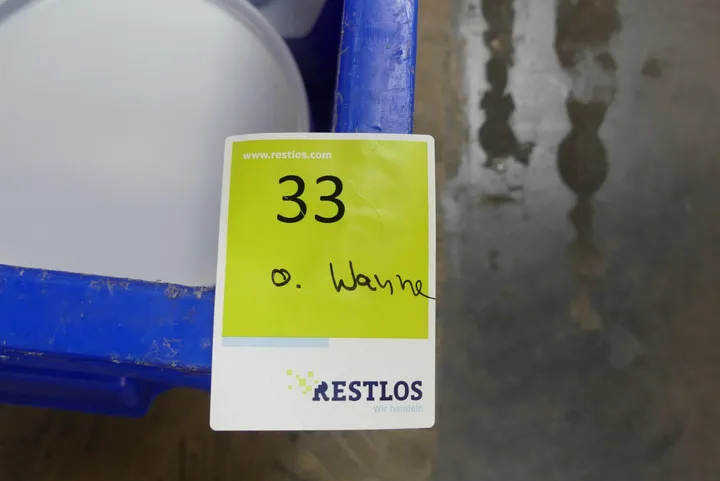 www.restlos.com
33
o. Wanne
RESTLOS
wir handeln